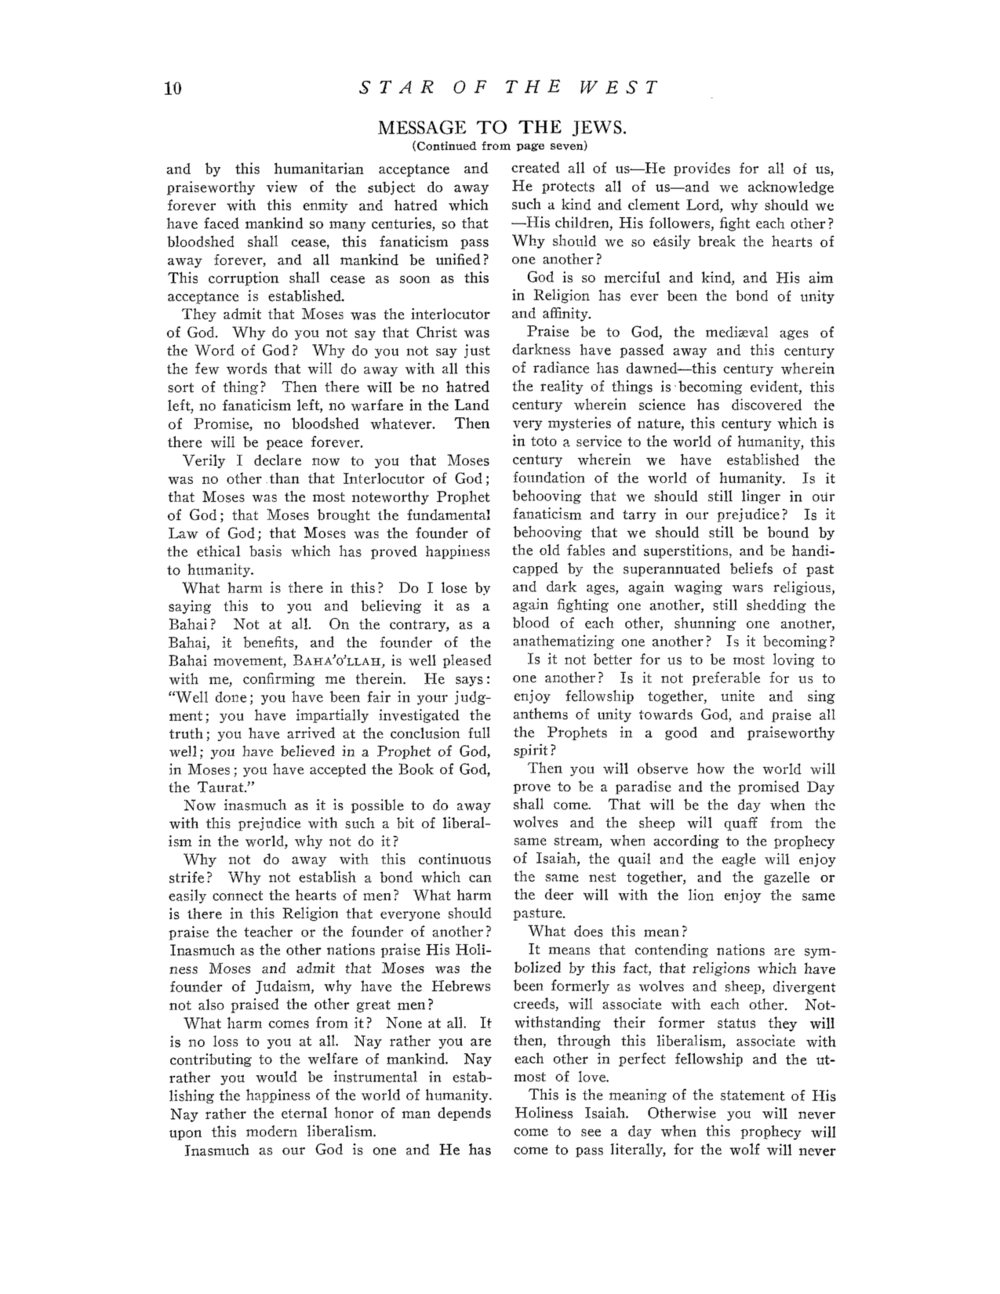 10
STAR OF THE WEST
MESSAGE TO THE JEWS.
(Continued from page seven)
and by this humanitarian acceptance and
praiseworthy view of the subject do away
forever with this enmity and hatred which
have faced mankind so many centuries, so that
bloodshed shall cease, this fanaticism pass
away forever, and all mankind be unified?
This corruption shall cease as soon as this
acceptance is established.
They admit that Moses was the interlocutor
of God. Why do you not say that Christ was
the Word of God? Why do you not say just
the few words that will do away with all this
sort of thing? Then there will be no hatred
left, no fanaticism left, no warfare in the Land
of Promise, no bloodshed whatever. Then
there will be peace forever.
Verily I declare now to you that Moses
was no other than that Interlocutor of God;
that Moses was the most noteworthy Prophet
of God; that Moses brought the fundamental
Law of God; that Moses was the founder of
the ethical basis which has proved happiness
to humanity.
What harm is there in this? Do I lose by
saying this to you and believing it as a
Bahai? Not at all. On the contrary, as a
Bahai, it benefits, and the founder of the
Bahai movement, BAHA'O'LLAH, is well pleased
with me, confirming me therein. He says:
"Well done; you have been fair in your judg-
ment; you have impartially investigated the
truth; you have arrived at the conclusion full
well; you have believed in a Prophet of God,
in Moses; you have accepted the Book of God,
the Taurat."
Now inasmuch as it is possible to do away
with this prejudice with such a bit of liberal-
ism in the world, why not do it?
Why not do away with this continuous
strife? Why not establish a bond which can
easily connect the hearts of men? What harm
is there in this Religion that everyone should
praise the teacher or the founder of another?
Inasmuch as the other nations praise His Holi-
ness Moses and admit that Moses was the
founder of Judaism, why have the Hebrews
not also praised the other great men?
What harm comes from it? None at all. It
is no loss to you at all. Nay rather you are
contributing to the welfare of mankind. Nay
rather you would be instrumental in estab-
lishing the happiness of the world of humanity.
Nay rather the eternal honor of man depends
upon this modern liberalism.
Inasmuch as our God is one and He has
created all of us—He provides for all of us,
He protects all of us—and we acknowledge
such a kind and clement Lord, why should we
—His children, His followers, fight each other?
Why should we so easily break the hearts of
one another?
God is so merciful and kind, and His aim
in Religion has ever been the bond of unity
and affinity.
Praise be to God, the mediæval ages of
darkness have passed away and this century
of radiance has dawned—this century wherein
the reality of things is becoming evident, this
century wherein science has discovered the
very mysteries of nature, this century which is
in toto a service to the world of humanity, this
century wherein we have established the
foundation of the world of humanity. Is it
behooving that we should still linger in our
fanaticism and tarry in our prejudice? Is it
behooving that we should still be bound by
the old fables and superstitions, and be handi-
capped by the superannuated beliefs of past
and dark ages, again waging wars religious,
again fighting one another, still shedding the
blood of each other, shunning one another,
anathematizing one another? Is it becoming?
Is it not better for us to be most loving to
one another? Is it not preferable for us to
enjoy fellowship together, unite and sing
anthems of unity towards God, and praise all
the Prophets in a good and praiseworthy
spirit?
Then you will observe how the world will
prove to be a paradise and the promised Day
shall come. That will be the day when the
wolves and the sheep will quaff from the
same stream, when according to the prophecy
of Isaiah, the quail and the eagle will enjoy
the same nest together, and the gazelle or
the deer will with the lion enjoy the same
pasture.
What does this mean?
It means that contending nations are sym-
bolized by this fact, that religions which have
been formerly as wolves and sheep, divergent
creeds, will associate with each other. Not-
withstanding their former status they will
then, through this liberalism, associate with
each other in perfect fellowship and the ut-
most of love.
This is the meaning of the statement of His
Holiness Isaiah. Otherwise you will never
come to see a day when this prophecy will
come to pass literally, for the wolf will never